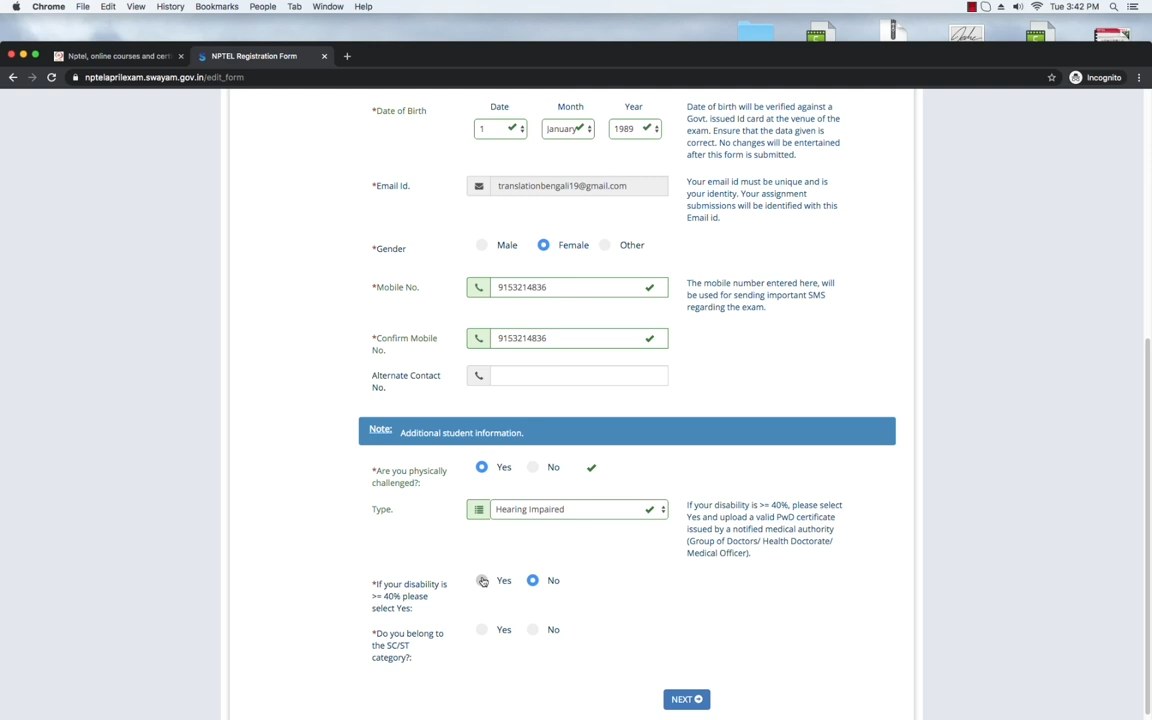 Chrome File Edit View History Bookmarks People Tab Window Help Tue 3:42 PM
Nptel, online courses and cer NPTEL Registration Form
nptelaprilexam.swayam.gov.in/edit_form Incognito
*Date of Birth
Date Month Year
1 January 1989
Date of birth will be verified against a
Govt. issued Id card at the venue of the
exam. Ensure that the data given is
correct. No changes will be entertained
after this form is submitted.
*Email Id.
translationbengali19@gmail.com
Your email id must be unique and is
your identity. Your assignment
submissions will be identified with this
Email id.
*Gender
Male Female Other
*Mobile No.
9153214836
The mobile number entered here, will
be used for sending important SMS
regarding the exam.
*Confirm Mobile
No.
9153214836
Alternate Contact
No.
Note: Additional student information.
*Are you physically
challenged?:
Yes No
Type.
Hearing Impaired
If your disability is >= 40%, please select
Yes and upload a valid PwD certificate
issued by a notified medical authority
(Group of Doctors/ Health Doctorate/
Medical Officer).
*If your disability is
>= 40% please
select Yes:
Yes No
*Do you belong to
the SC/ST
category?:
Yes No
NEXT